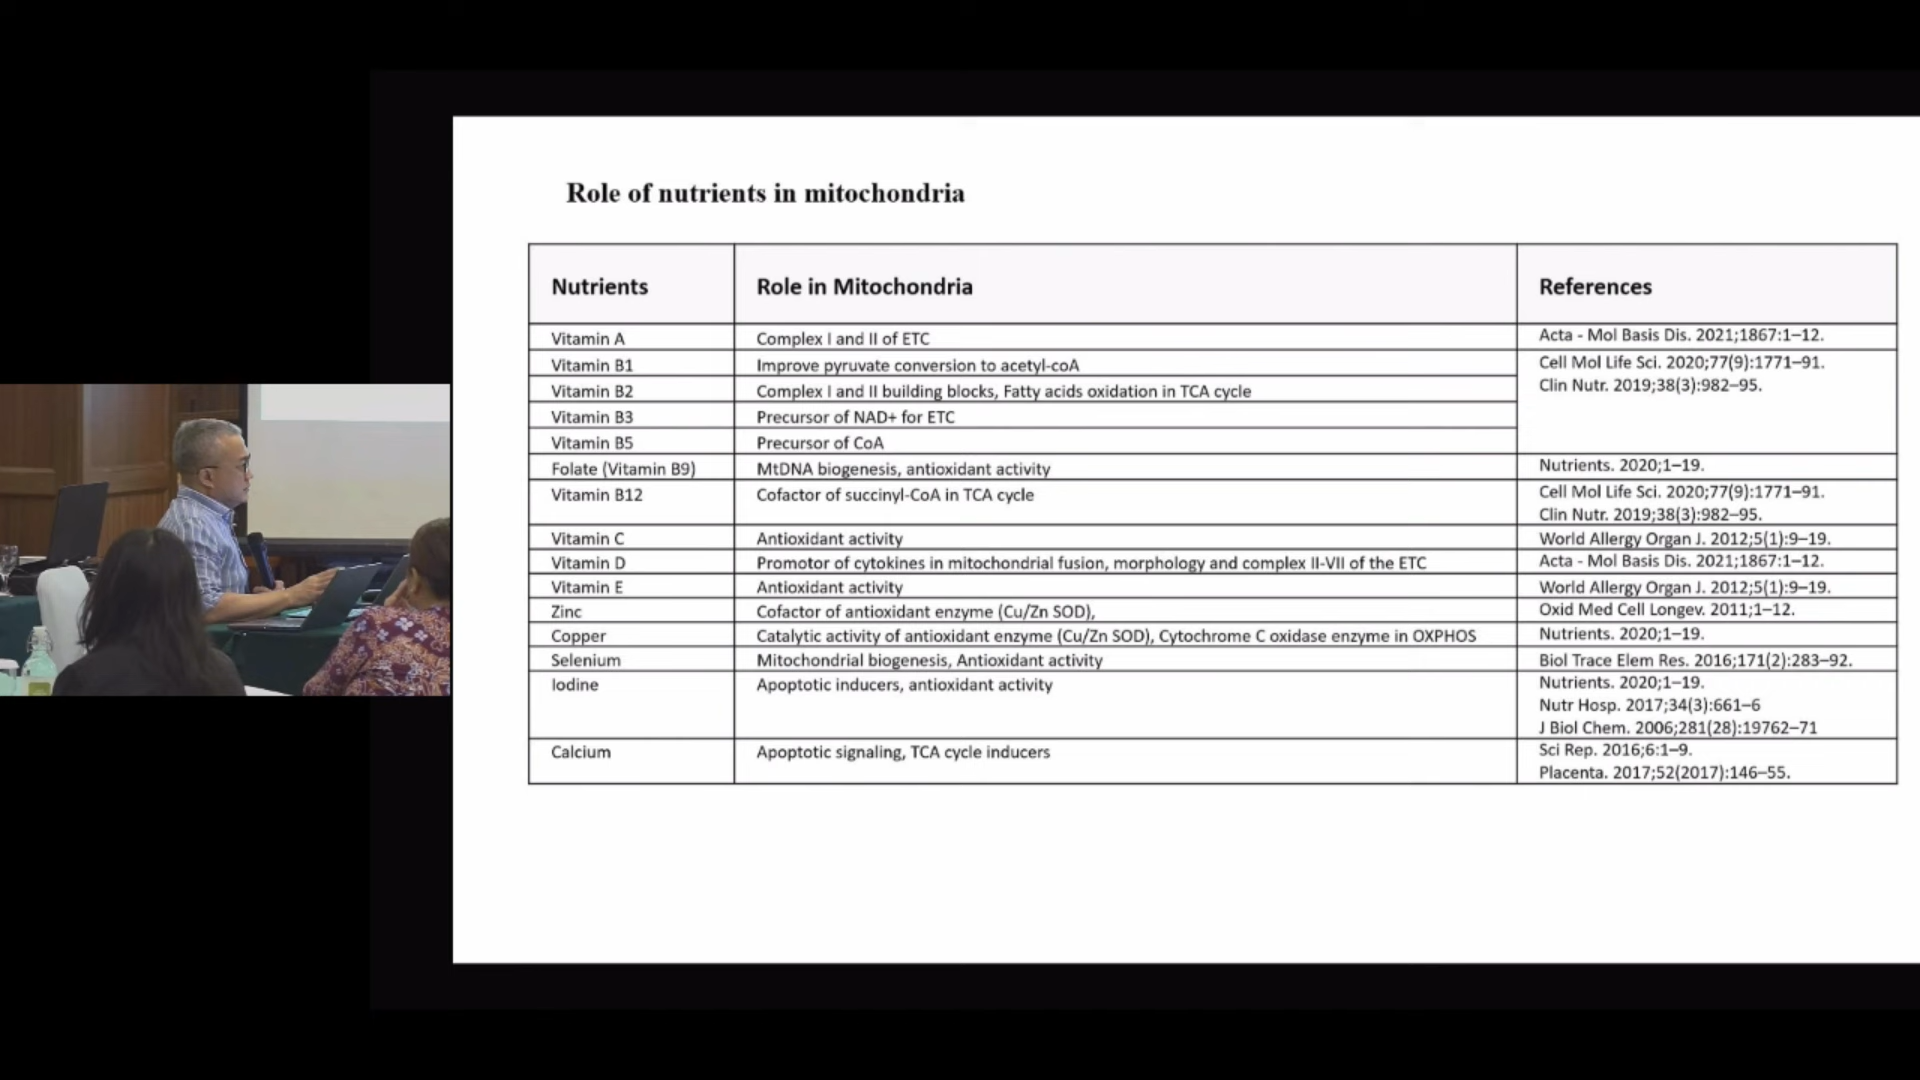 Role of nutrients in mitochondria
Nutrients Role in Mitochondria References
Vitamin A Complex I and II of ETC Acta - Mol Basis Dis. 2021;1867:1–12.
Vitamin B1 Improve pyruvate conversion to acetyl-coA Cell Mol Life Sci. 2020;77(9):1771–91.
Vitamin B2 Complex I and II building blocks, Fatty acids oxidation in TCA cycle Clin Nutr. 2019;38(3):982–95.
Vitamin B3 Precursor of NAD+ for ETC
Vitamin B5 Precursor of CoA
Folate (Vitamin B9) MtDNA biogenesis, antioxidant activity Nutrients. 2020;1–19.
Vitamin B12 Cofactor of succinyl-CoA in TCA cycle Cell Mol Life Sci. 2020;77(9):1771–91.
Clin Nutr. 2019;38(3):982–95.
Vitamin C Antioxidant activity World Allergy Organ J. 2012;5(1):9–19.
Vitamin D Promotor of cytokines in mitochondrial fusion, morphology and complex II-VII of the ETC Acta - Mol Basis Dis. 2021;1867:1–12.
Vitamin E Antioxidant activity World Allergy Organ J. 2012;5(1):9–19.
Zinc Cofactor of antioxidant enzyme (Cu/Zn SOD), Oxid Med Cell Longev. 2011;1–12.
Copper Catalytic activity of antioxidant enzyme (Cu/Zn SOD), Cytochrome C oxidase enzyme in OXPHOS Nutrients. 2020;1–19.
Selenium Mitochondrial biogenesis, Antioxidant activity Biol Trace Elem Res. 2016;171(2):283–92.
Iodine Apoptotic inducers, antioxidant activity Nutrients. 2020;1–19.
Nutr Hosp. 2017;34(3):661–6
J Biol Chem. 2006;281(28):19762–71
Calcium Apoptotic signaling, TCA cycle inducers Sci Rep. 2016;6:1–9.
Placenta. 2017;52(2017):146–55.